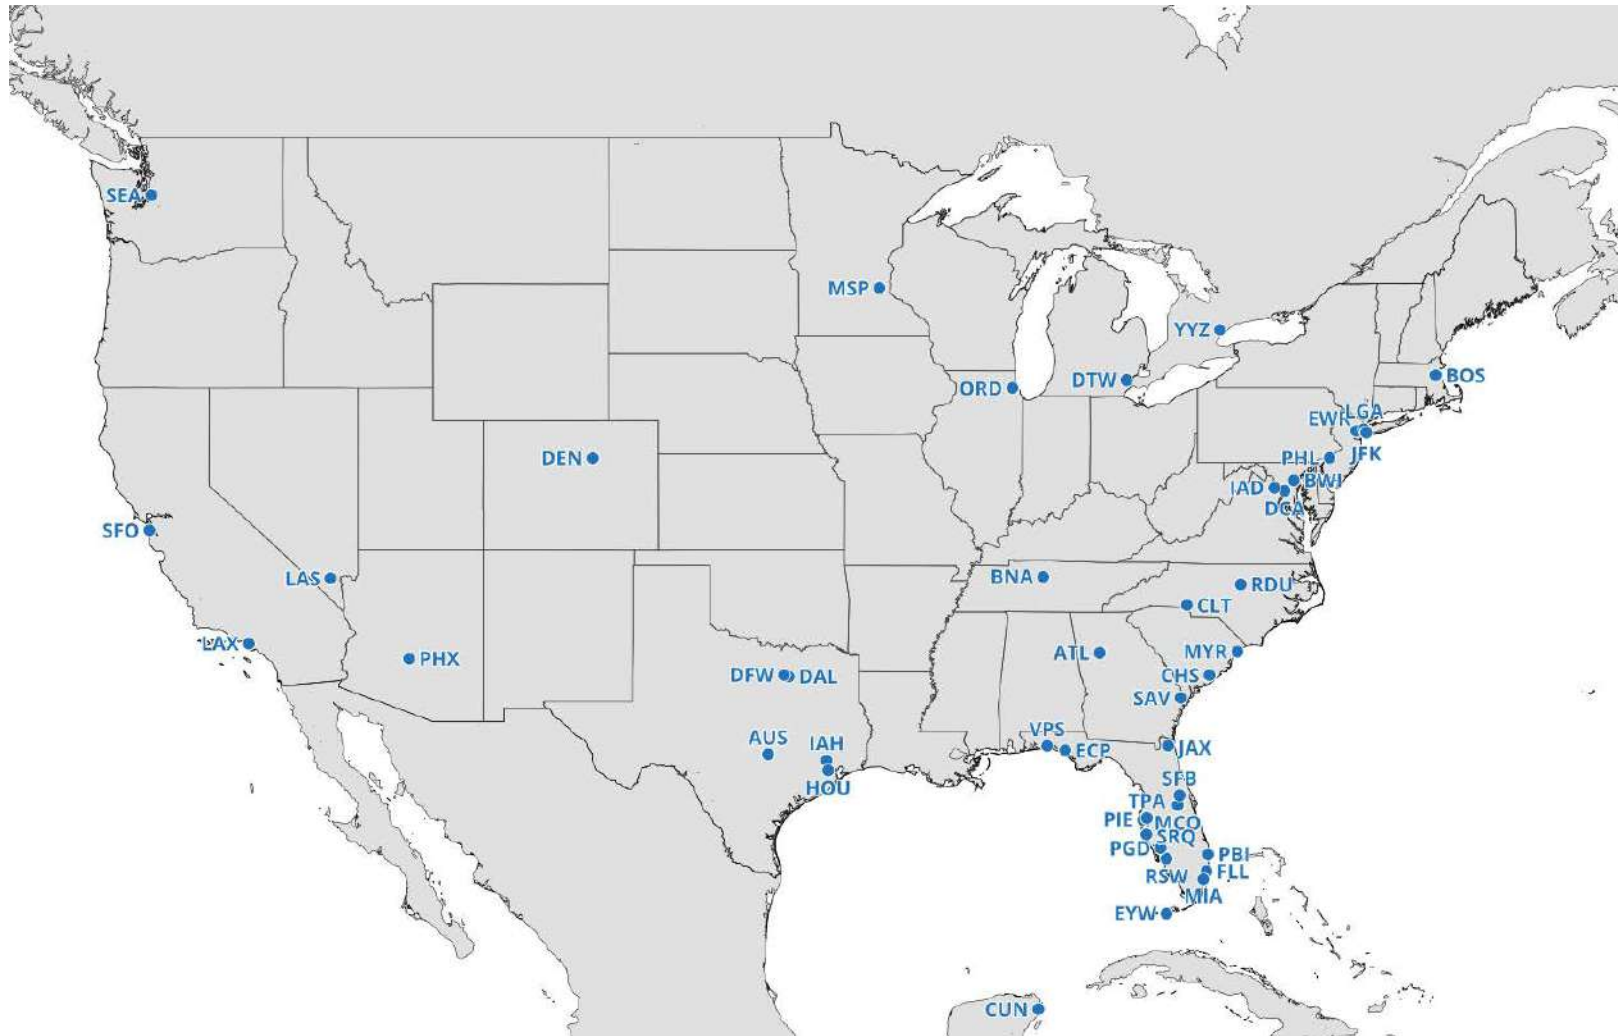 SEA
MSP
YYZ
ORD
DTW
BOS
LGA
EWR
JFK
DEN
PHL
BWI
IAD
DCA
SFO
LAS
BNA
RDU
CLT
LAX
PHX
ATL
MYR
DFW
DAL
CHS
SAV
VPS
AUS
IAH
ECP
JAX
HOU
SFB
TPA
PIE
MCO
SRQ
PGD
PBI
FLL
RSW
MIA
EYW
CUN